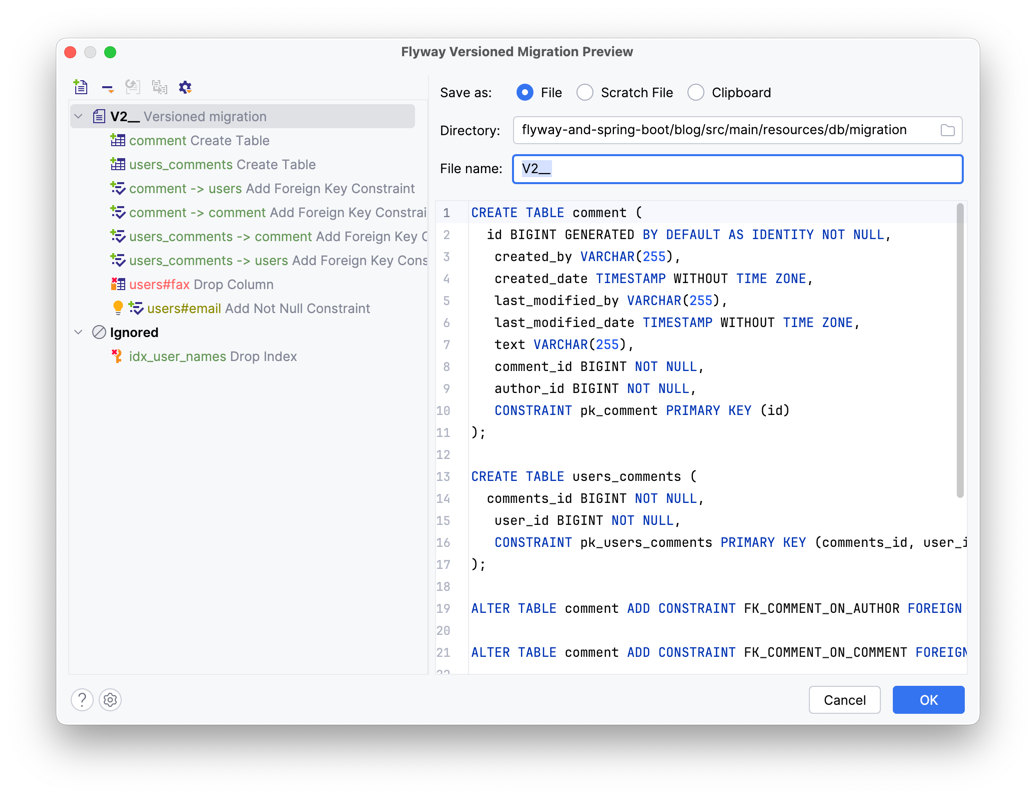 Flyway Versioned Migration Preview
V2__ Versioned migration
comment Create Table
users_comments Create Table
comment -> users Add Foreign Key Constraint
comment -> comment Add Foreign Key Constrai
users_comments -> comment Add Foreign Key C
users_comments -> users Add Foreign Key Cons
users#fax Drop Column
users#email Add Not Null Constraint
Ignored
idx_user_names Drop Index
Save as: File Scratch File Clipboard
Directory: flyway-and-spring-boot/blog/src/main/resources/db/migration
File name: V2__
1 CREATE TABLE comment (
2 id BIGINT GENERATED BY DEFAULT AS IDENTITY NOT NULL,
3 created_by VARCHAR(255),
4 created_date TIMESTAMP WITHOUT TIME ZONE,
5 last_modified_by VARCHAR(255),
6 last_modified_date TIMESTAMP WITHOUT TIME ZONE,
7 text VARCHAR(255),
8 comment_id BIGINT NOT NULL,
9 author_id BIGINT NOT NULL,
10 CONSTRAINT pk_comment PRIMARY KEY (id)
11 );
12
13 CREATE TABLE users_comments (
14 comments_id BIGINT NOT NULL,
15 user_id BIGINT NOT NULL,
16 CONSTRAINT pk_users_comments PRIMARY KEY (comments_id, user_i
17 );
18
19 ALTER TABLE comment ADD CONSTRAINT FK_COMMENT_ON_AUTHOR FOREIGN
20
21 ALTER TABLE comment ADD CONSTRAINT FK_COMMENT_ON_COMMENT FOREIGN
22
? Cancel OK